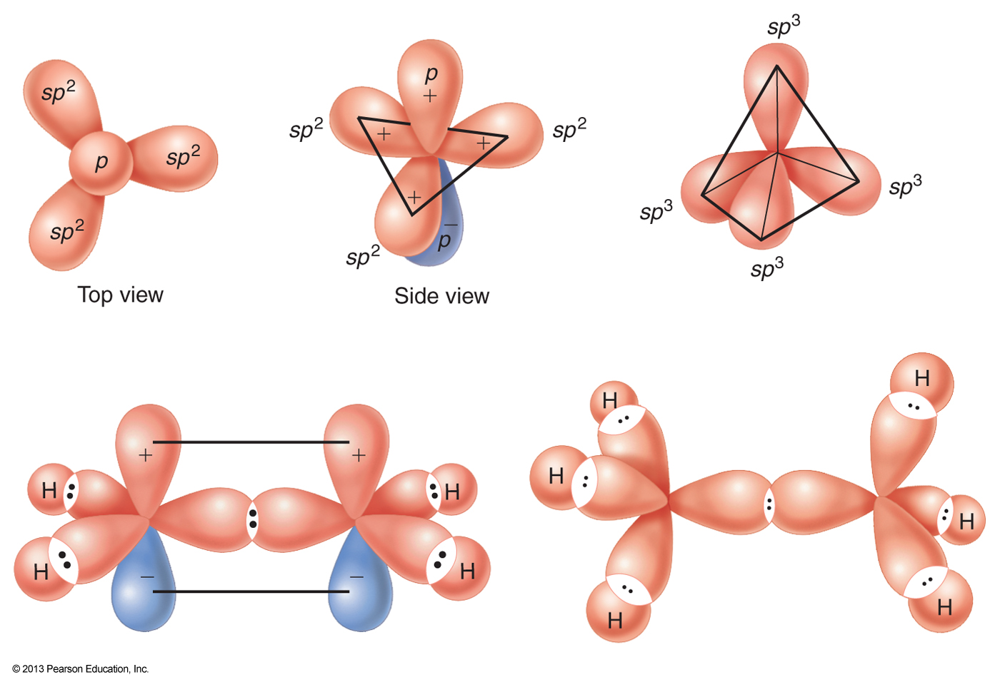 sp²
p
sp²
sp²
Top view
p
+
sp²
+
+
sp²
+
sp²
p
−
Side view
sp³
sp³
sp³
sp³
+
+
H
H
H
H
−
−
H
H
H
H
H
H
© 2013 Pearson Education, Inc.